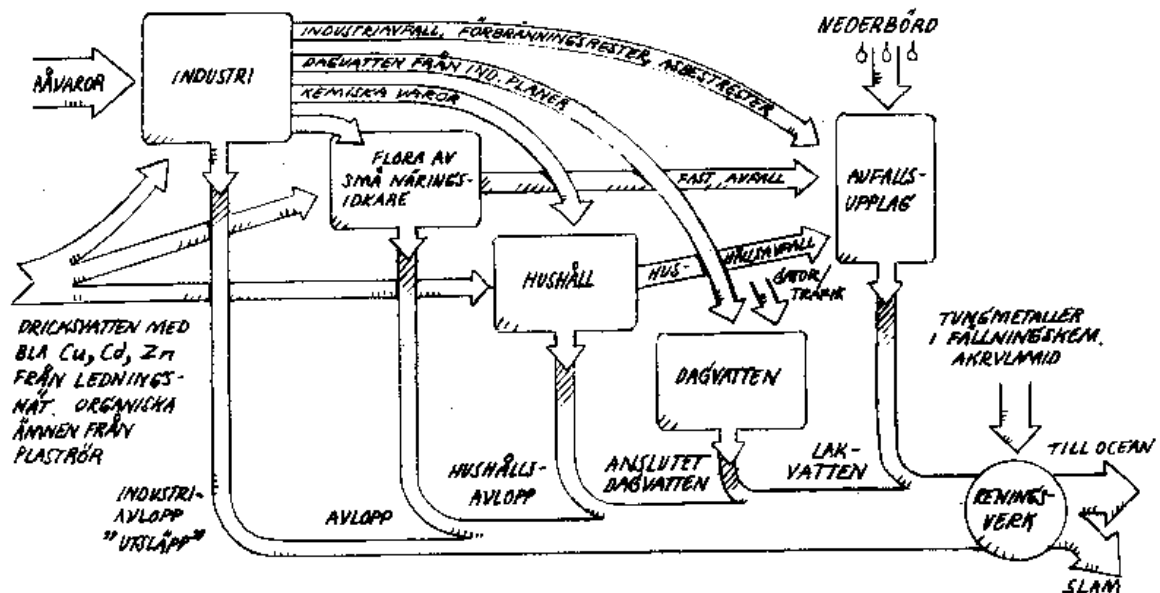 RÅVAROR
INDUSTRI
INDUSTRIAVFALL, FÖRBRÄNNINGSRESTER, ASBESTRESTER
DAGVATTEN FRÅN IND. PLANER
KEMISKA VAROR
NEDERBÖRD
FLORA AV
SMÅ NÄRINGS-
IDKARE
FAST AVFALL
AVFALLS-
UPPLAG
HUSHÅLL
HUS- HÅLLSAVFALL
GATOR/
TRAFIK
DRICKSVATTEN MED
BLA Cu, Cd, Zn
FRÅN LEDNINGS-
NÄT. ORGANISKA
ÄMNEN FRÅN
PLASTRÖR
DAGVATTEN
TUNGMETALLER
I FÄLLNINGSKEM.
AKRYLAMID
INDUSTRI-
AVLOPP
"UTSLÄPP"
AVLOPP
HUSHÅLLS-
AVLOPP
ANSLUTET
DAGVATTEN
LAK-
VATTEN
RENINGS-
VERK
TILL OCEAN
SLAM